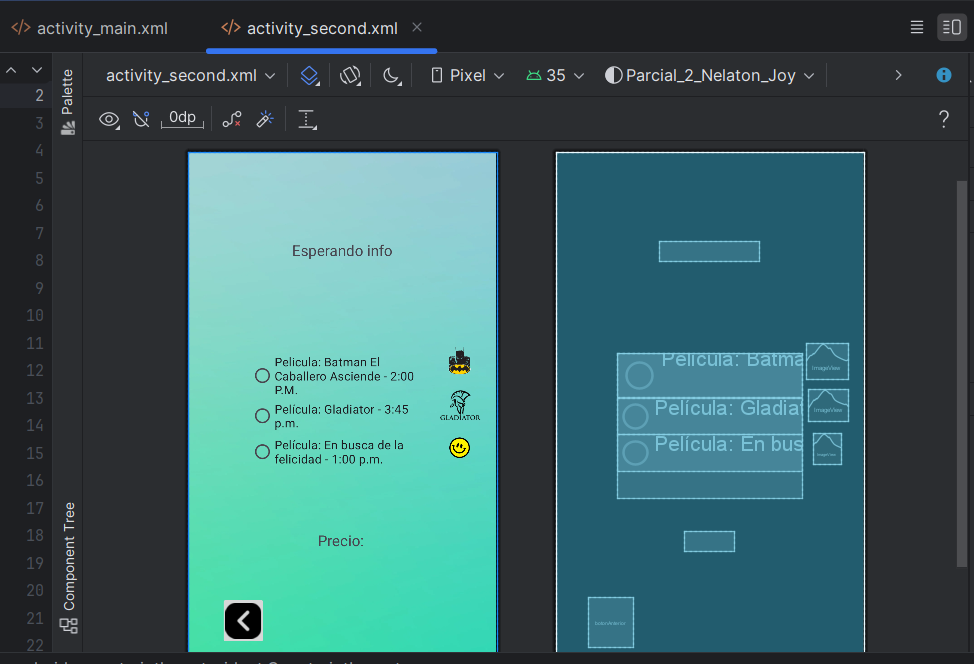 activity_main.xml
activity_second.xml
activity_second.xml
Pixel
35
Parcial_2_Nelaton_Joy
0dp
?
2
3
4
5
6
7
8
9
10
11
12
13
14
15
16
17
18
19
20
21
22
Palette
Component Tree
Esperando info
Pelicula: Batman El
Caballero Asciende - 2:00
P.M.
Película: Gladiator - 3:45
p.m.
GLADIATOR
Película: En busca de la
felicidad - 1:00 p.m.
Precio:
Pelicula: Batma
ImageView
Película: Gladia
ImageView
Película: En bus
ImageView